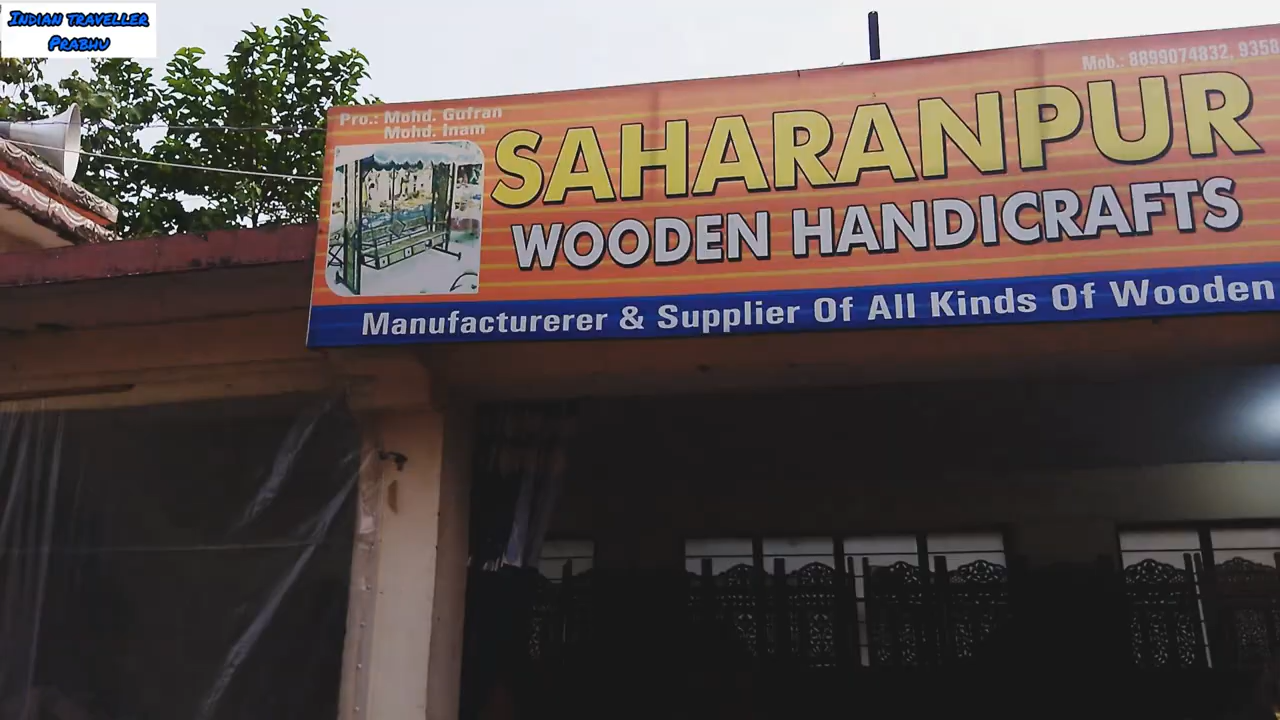 Indian traveller
Prabhu
Mob.: 8899074832, 9358
Pro.: Mohd. Gufran
Mohd. Inam
SAHARANPUR
WOODEN HANDICRAFTS
Manufacturerer & Supplier Of All Kinds Of Wooden